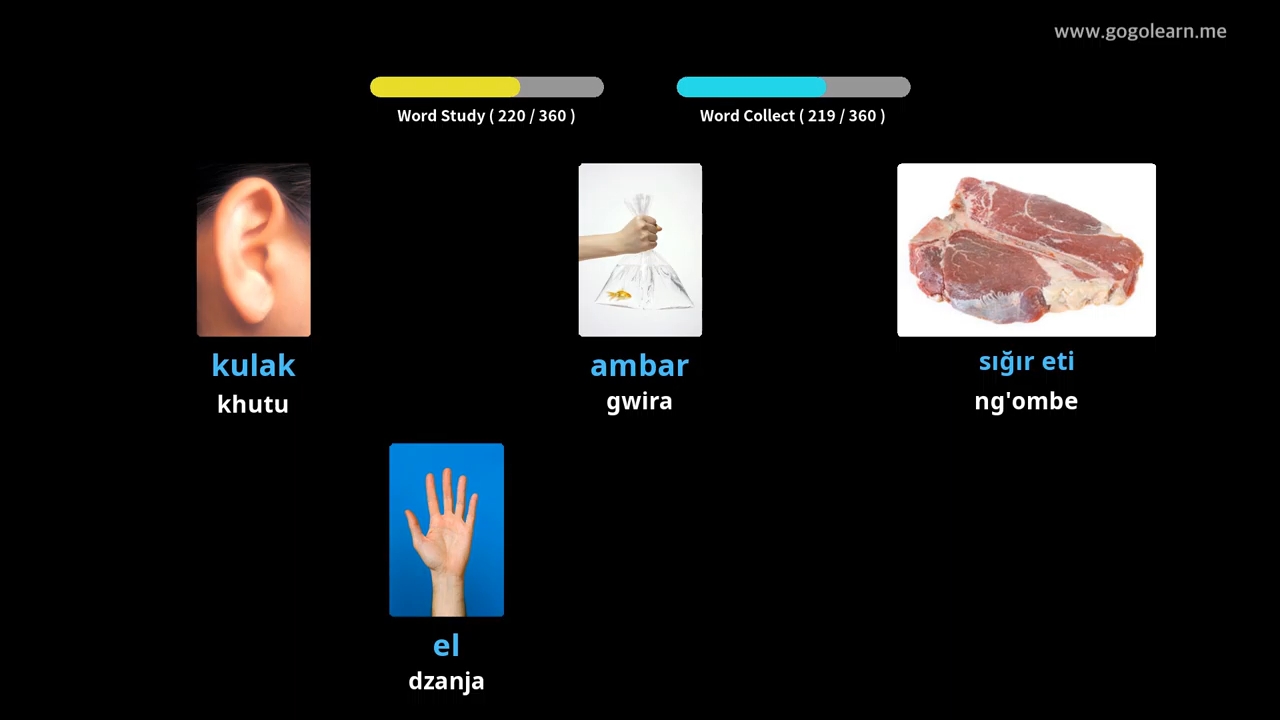 www.gogolearn.me
Word Study ( 220 / 360 )
Word Collect ( 219 / 360 )
kulak
khutu
ambar
gwira
sığır eti
ng'ombe
el
dzanja